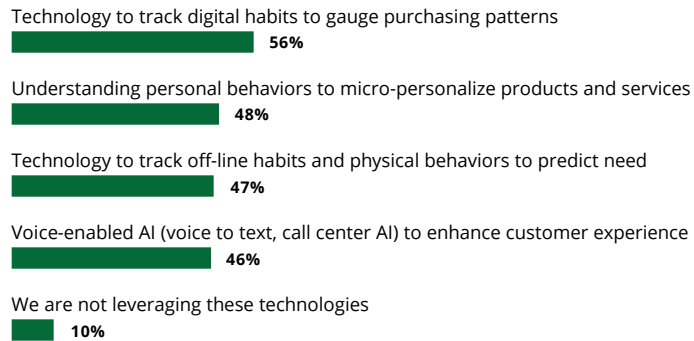 Technology to track digital habits to gauge purchasing patterns
56%
Understanding personal behaviors to micro-personalize products and services
48%
Technology to track off-line habits and physical behaviors to predict need
47%
Voice-enabled AI (voice to text, call center AI) to enhance customer experience
46%
We are not leveraging these technologies
10%